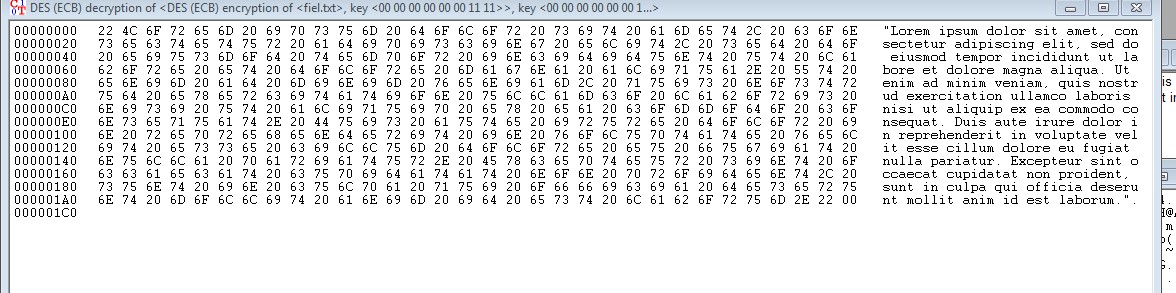 DES (ECB) decryption of <DES (ECB) encryption of <fiel.txt>, key <00 00 00 00 00 00 11 11>>, key <00 00 00 00 00 1...>
00000000 22 4C 6F 72 65 6D 20 69 70 73 75 6D 20 64 6F 6C 6F 72 20 73 69 74 20 61 6D 65 74 2C 20 63 6F 6E "Lorem ipsum dolor sit amet, con
00000020 73 65 63 74 65 74 75 72 20 61 64 69 70 69 73 63 69 6E 67 20 65 6C 69 74 2C 20 73 65 64 20 64 6F sectetur adipiscing elit, sed do
00000040 20 65 69 75 73 6D 6F 64 20 74 65 6D 70 6F 72 20 69 6E 63 69 64 69 64 75 6E 74 20 75 74 20 6C 61 eiusmod tempor incididunt ut la
00000060 62 6F 72 65 20 65 74 20 64 6F 6C 6F 72 65 20 6D 61 67 6E 61 20 61 6C 69 71 75 61 2E 20 55 74 20 bore et dolore magna aliqua. Ut
00000080 65 6E 69 6D 20 61 64 20 6D 69 6E 69 6D 20 76 65 6E 69 61 6D 2C 20 71 75 69 73 20 6E 6F 73 74 72 enim ad minim veniam, quis nostr
000000A0 75 64 20 65 78 65 72 63 69 74 61 74 69 6F 6E 20 75 6C 6C 61 6D 63 6F 20 6C 61 62 6F 72 69 73 20 ud exercitation ullamco laboris
000000C0 6E 69 73 69 20 75 74 20 61 6C 69 71 75 69 70 20 65 78 20 65 61 20 63 6F 6D 6D 6F 64 6F 20 63 6F nisi ut aliquip ex ea commodo co
000000E0 6E 73 65 71 75 61 74 2E 20 44 75 69 73 20 61 75 74 65 20 69 72 75 72 65 20 64 6F 6C 6F 72 20 69 nsequat. Duis aute irure dolor i
00000100 6E 20 72 65 70 72 65 68 65 6E 64 65 72 69 74 20 69 6E 20 76 6F 6C 75 70 74 61 74 65 20 76 65 6C n reprehenderit in voluptate vel
00000120 69 74 20 65 73 73 65 20 63 69 6C 6C 75 6D 20 64 6F 6C 6F 72 65 20 65 75 20 66 75 67 69 61 74 20 it esse cillum dolore eu fugiat
00000140 6E 75 6C 6C 61 20 70 61 72 69 61 74 75 72 2E 20 45 78 63 65 70 74 65 75 72 20 73 69 6E 74 20 6F nulla pariatur. Excepteur sint o
00000160 63 63 61 65 63 61 74 20 63 75 70 69 64 61 74 61 74 20 6E 6F 6E 20 70 72 6F 69 64 65 6E 74 2C 20 ccaecat cupidatat non proident,
00000180 73 75 6E 74 20 69 6E 20 63 75 6C 70 61 20 71 75 69 20 6F 66 66 69 63 69 61 20 64 65 73 65 72 75 sunt in culpa qui officia deseru
000001A0 6E 74 20 6D 6F 6C 6C 69 74 20 61 6E 69 6D 20 69 64 20 65 73 74 20 6C 61 62 6F 72 75 6D 2E 22 00 nt mollit anim id est laborum.".
000001C0